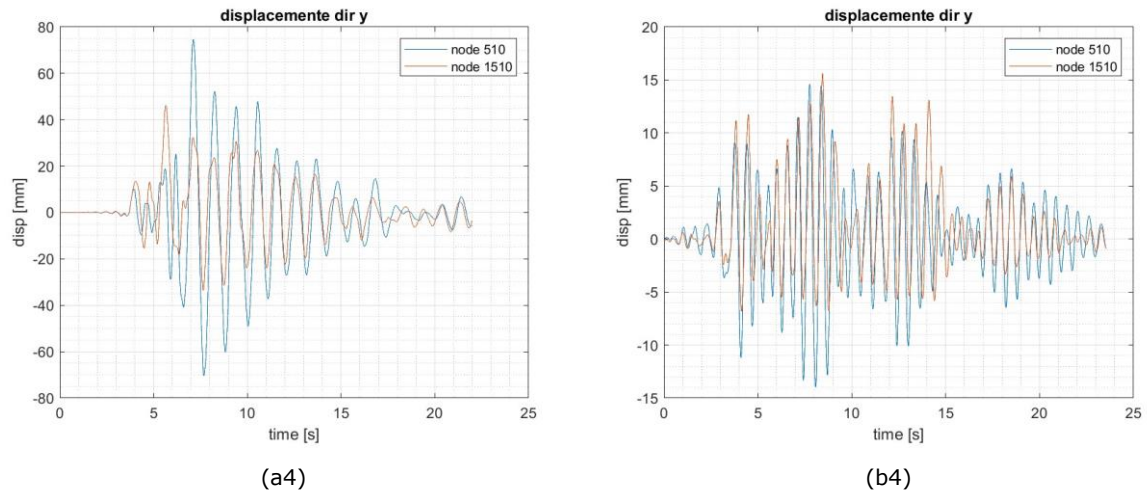 displacemente dir y
node 510
node 1510
80
60
40
20
0
-20
-40
-60
-80
disp [mm]
0 5 10 15 20 25
time [s]
(a4)
displacemente dir y
node 510
node 1510
20
15
10
5
0
-5
-10
-15
disp [mm]
0 5 10 15 20 25
time [s]
(b4)